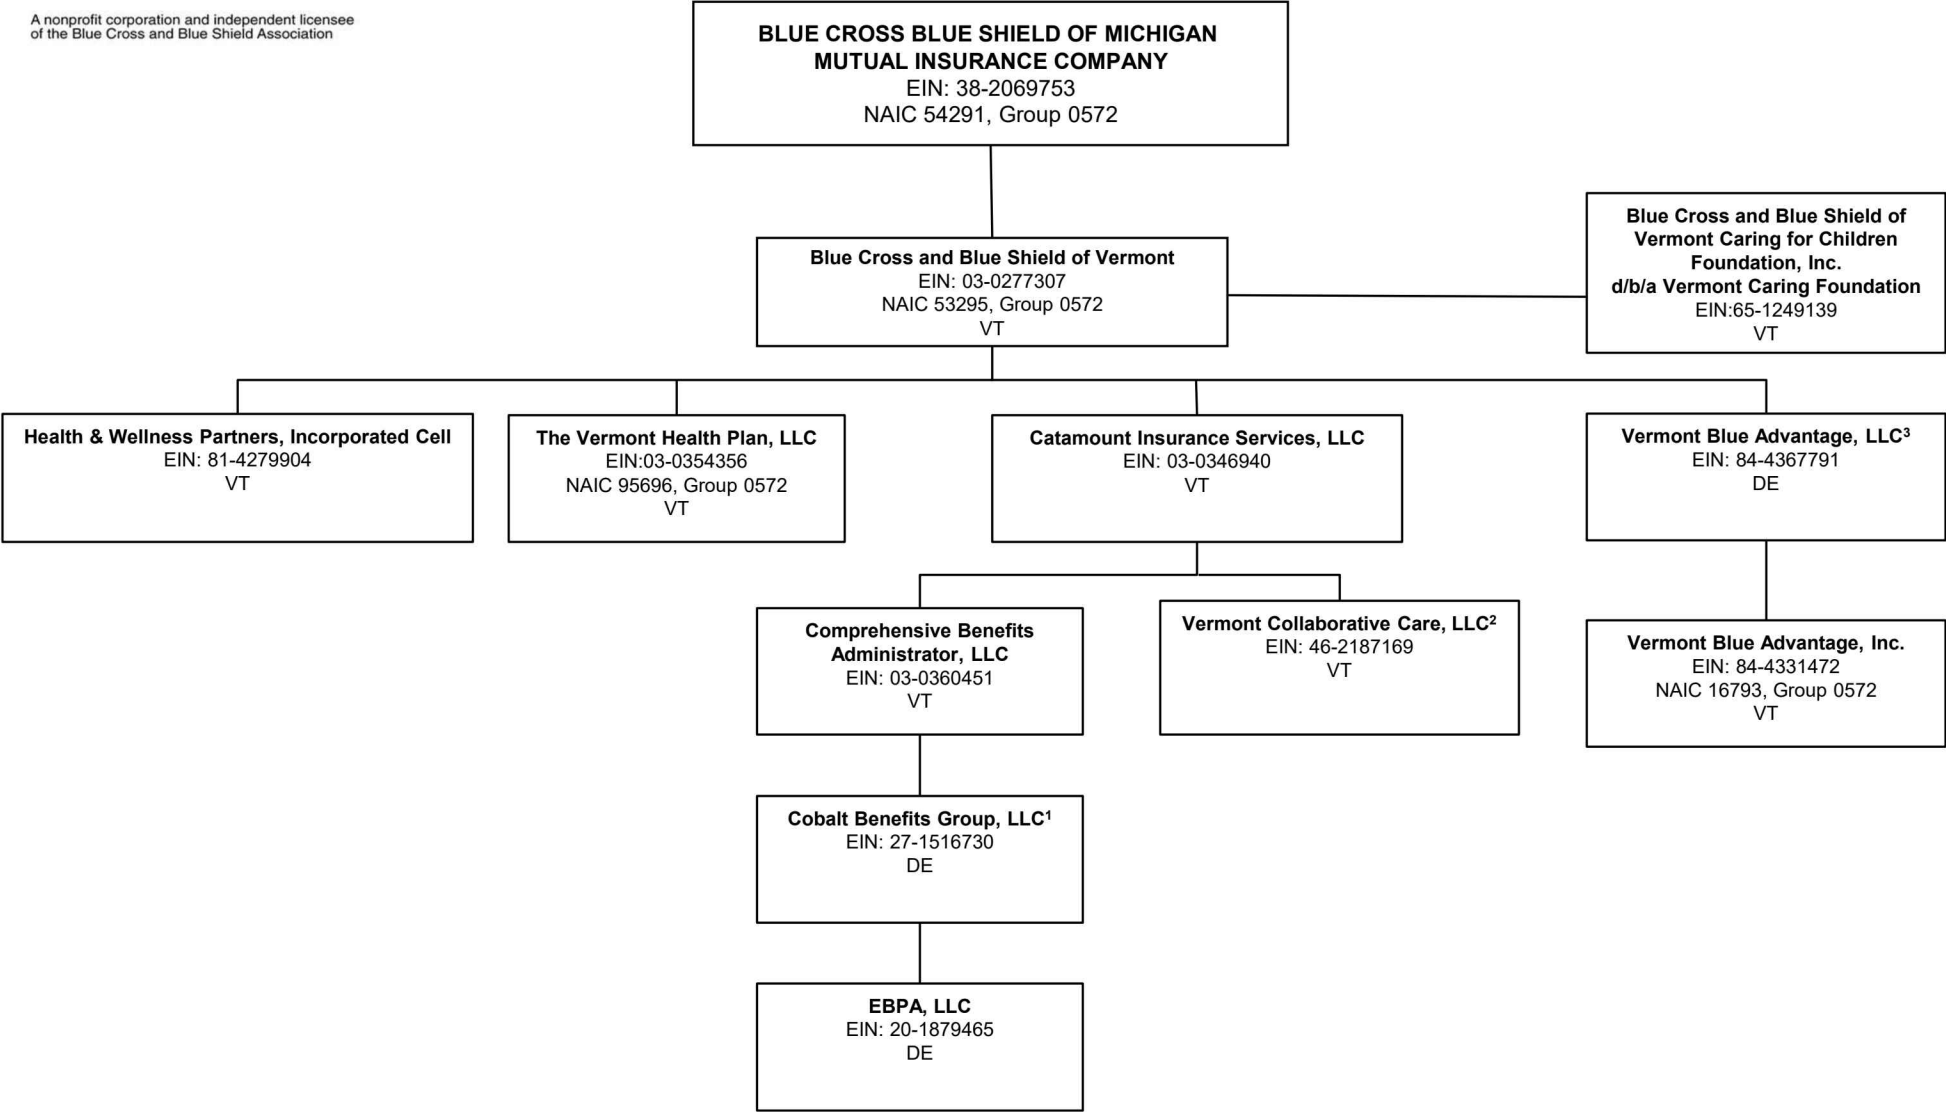 A nonprofit corporation and independent licensee
of the Blue Cross and Blue Shield Association
BLUE CROSS BLUE SHIELD OF MICHIGAN
MUTUAL INSURANCE COMPANY
EIN: 38-2069753
NAIC 54291, Group 0572
Blue Cross and Blue Shield of Vermont
EIN: 03-0277307
NAIC 53295, Group 0572
VT
Blue Cross and Blue Shield of
Vermont Caring for Children
Foundation, Inc.
d/b/a Vermont Caring Foundation
EIN:65-1249139
VT
Health & Wellness Partners, Incorporated Cell
EIN: 81-4279904
VT
The Vermont Health Plan, LLC
EIN:03-0354356
NAIC 95696, Group 0572
VT
Catamount Insurance Services, LLC
EIN: 03-0346940
VT
Vermont Blue Advantage, LLC³
EIN: 84-4367791
DE
Comprehensive Benefits
Administrator, LLC
EIN: 03-0360451
VT
Vermont Collaborative Care, LLC²
EIN: 46-2187169
VT
Vermont Blue Advantage, Inc.
EIN: 84-4331472
NAIC 16793, Group 0572
VT
Cobalt Benefits Group, LLC¹
EIN: 27-1516730
DE
EBPA, LLC
EIN: 20-1879465
DE